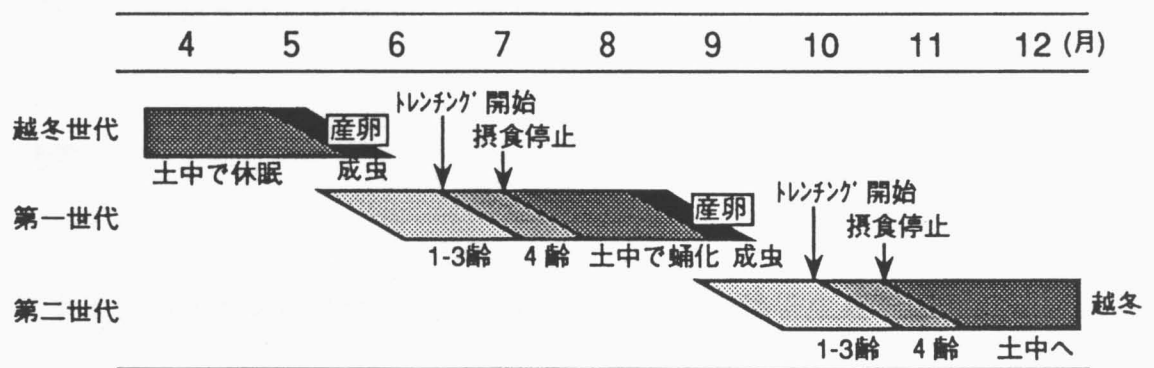 4 5 6 7 8 9 10 11 12 (月)
ﾄﾚﾝﾁﾝｸﾞ 開始
越冬世代 産卵 摂食停止
土中で休眠 成虫
ﾄﾚﾝﾁﾝｸﾞ 開始
第一世代 産卵 摂食停止
1-3齢 4 齢 土中で蛹化 成虫
第二世代 越冬
1-3齢 4 齢 土中へ